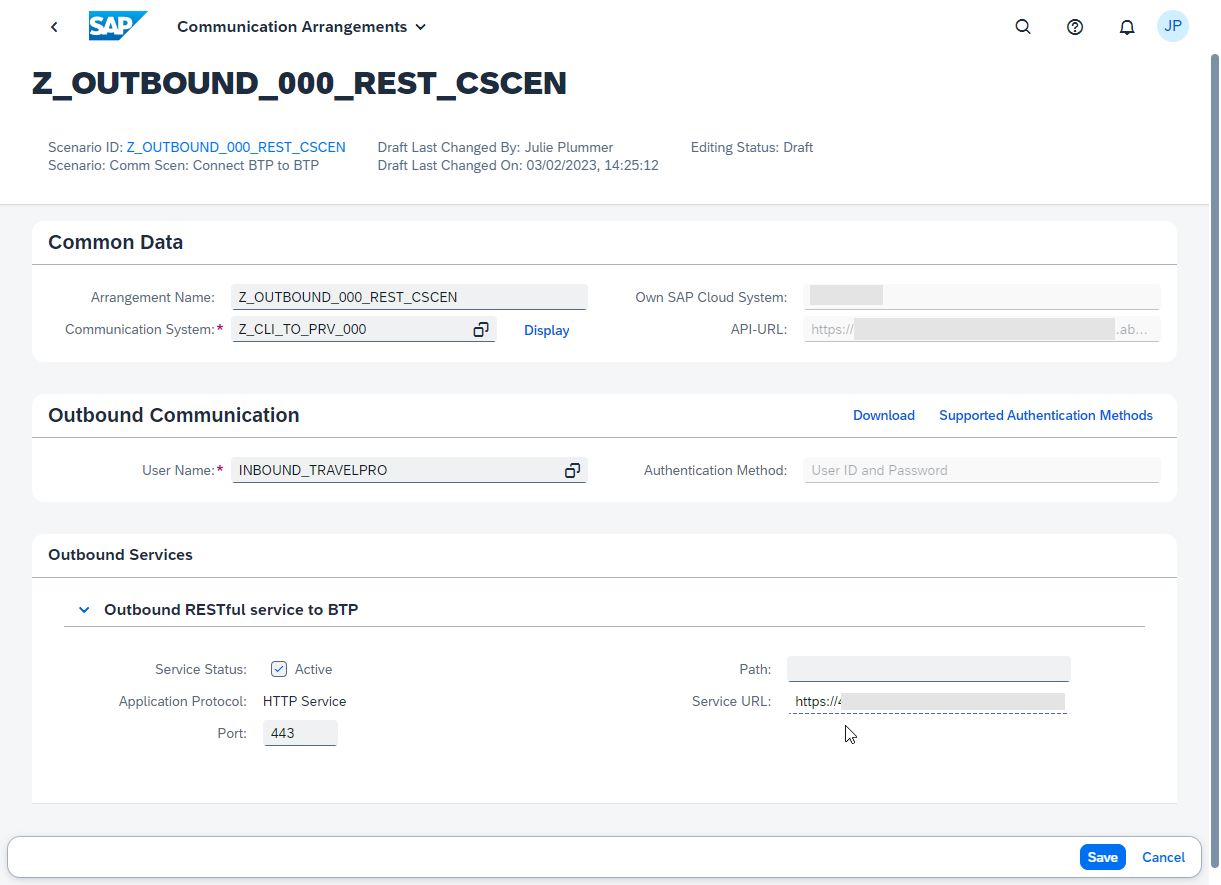 SAP Communication Arrangements
JP
Z_OUTBOUND_000_REST_CSCEN
Scenario ID: Z_OUTBOUND_000_REST_CSCEN
Scenario: Comm Scen: Connect BTP to BTP
Draft Last Changed By: Julie Plummer
Draft Last Changed On: 03/02/2023, 14:25:12
Editing Status: Draft
Common Data
Arrangement Name: Z_OUTBOUND_000_REST_CSCEN
Communication System:* Z_CLI_TO_PRV_000 Display
Own SAP Cloud System:
API-URL: https:// .ab...
Outbound Communication
Download Supported Authentication Methods
User Name:* INBOUND_TRAVELPRO
Authentication Method: User ID and Password
Outbound Services
Outbound RESTful service to BTP
Service Status: Active
Application Protocol: HTTP Service
Port: 443
Path:
Service URL: https://
Save Cancel